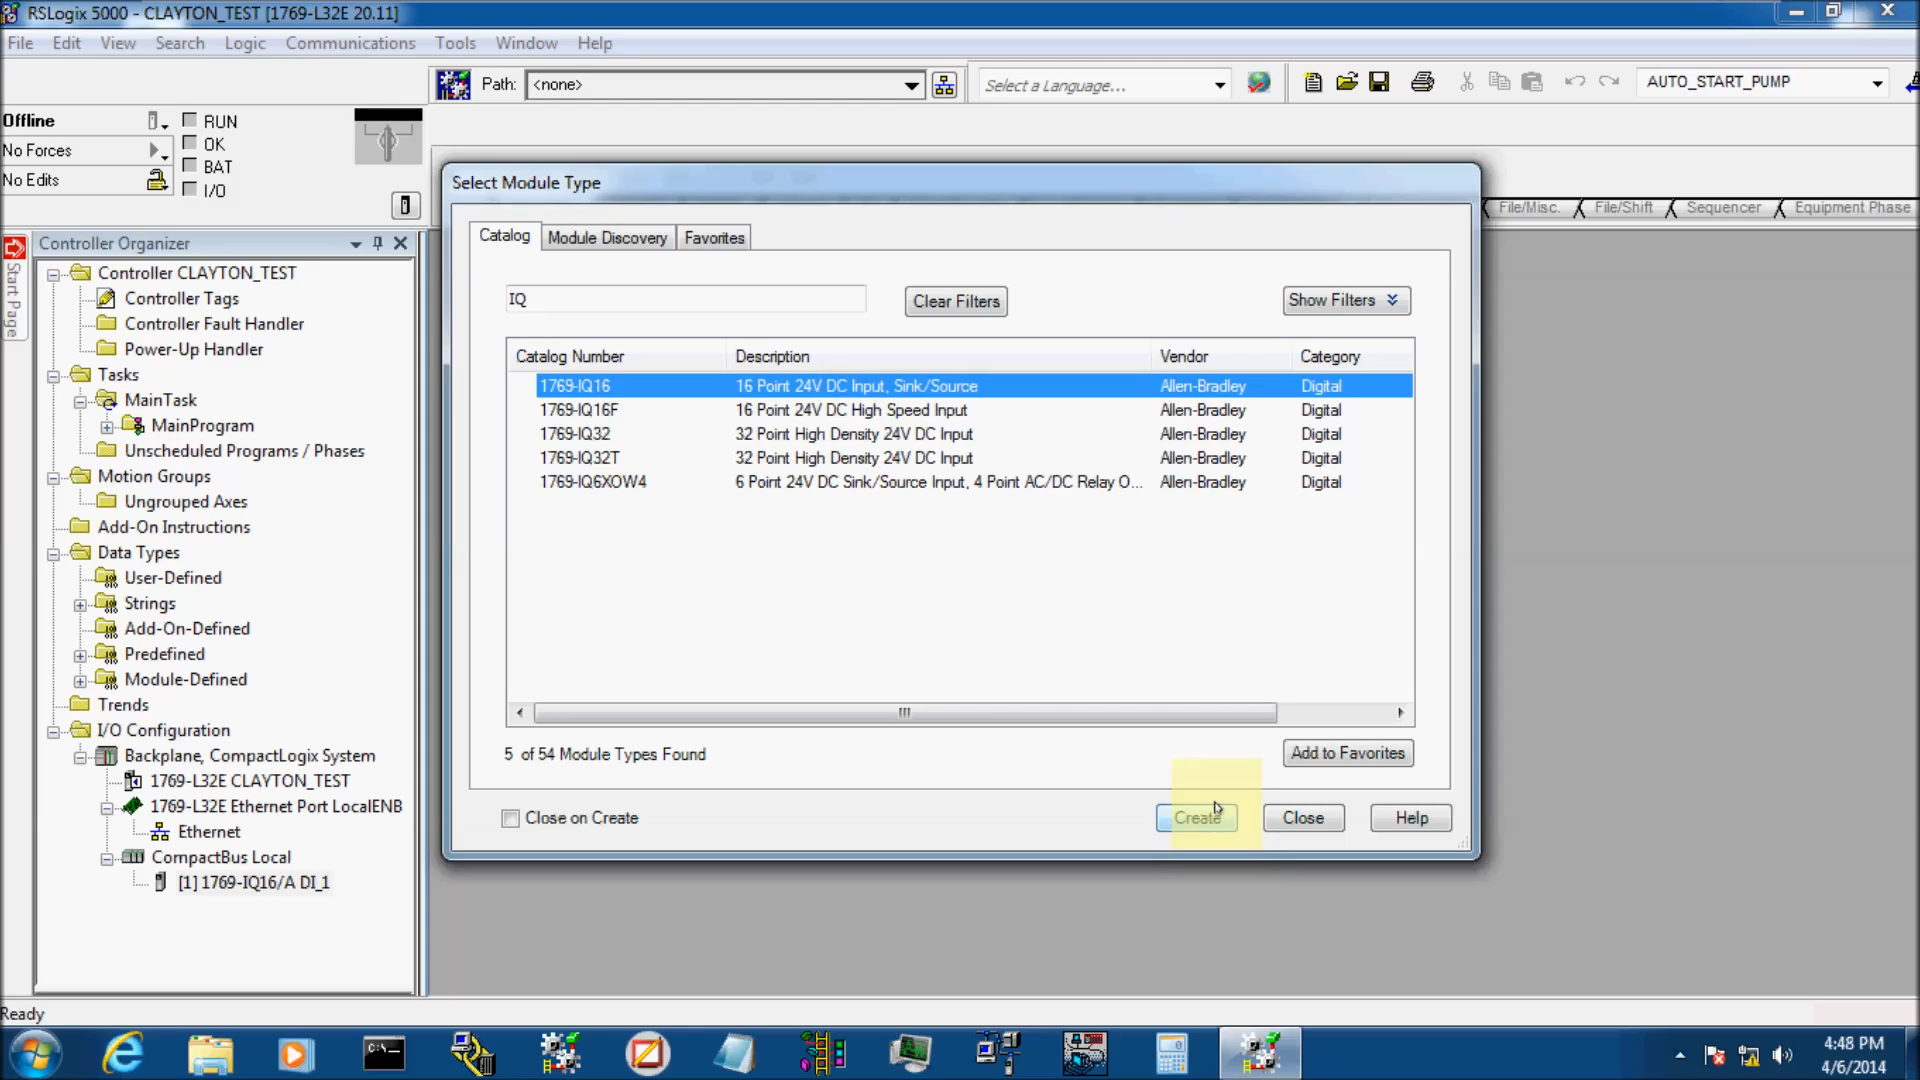 RSLogix 5000 - CLAYTON_TEST [1769-L32E 20.11]
File Edit View Search Logic Communications Tools Window Help
Path: <none>
Select a Language...
AUTO_START_PUMP
Offline
RUN
No Forces
OK
BAT
No Edits
I/O
File/Misc. File/Shift Sequencer Equipment Phase
Start Page
Controller Organizer
Controller CLAYTON_TEST
Controller Tags
Controller Fault Handler
Power-Up Handler
Tasks
MainTask
MainProgram
Unscheduled Programs / Phases
Motion Groups
Ungrouped Axes
Add-On Instructions
Data Types
User-Defined
Strings
Add-On-Defined
Predefined
Module-Defined
Trends
I/O Configuration
Backplane, CompactLogix System
1769-L32E CLAYTON_TEST
1769-L32E Ethernet Port LocalENB
Ethernet
CompactBus Local
[1] 1769-IQ16/A DI_1
Select Module Type
Catalog Module Discovery Favorites
IQ
Clear Filters
Show Filters
Catalog Number Description Vendor Category
1769-IQ16 16 Point 24V DC Input, Sink/Source Allen-Bradley Digital
1769-IQ16F 16 Point 24V DC High Speed Input Allen-Bradley Digital
1769-IQ32 32 Point High Density 24V DC Input Allen-Bradley Digital
1769-IQ32T 32 Point High Density 24V DC Input Allen-Bradley Digital
1769-IQ6XOW4 6 Point 24V DC Sink/Source Input, 4 Point AC/DC Relay O... Allen-Bradley Digital
5 of 54 Module Types Found
Add to Favorites
Close on Create
Create
Close
Help
Ready
4:48 PM
4/6/2014